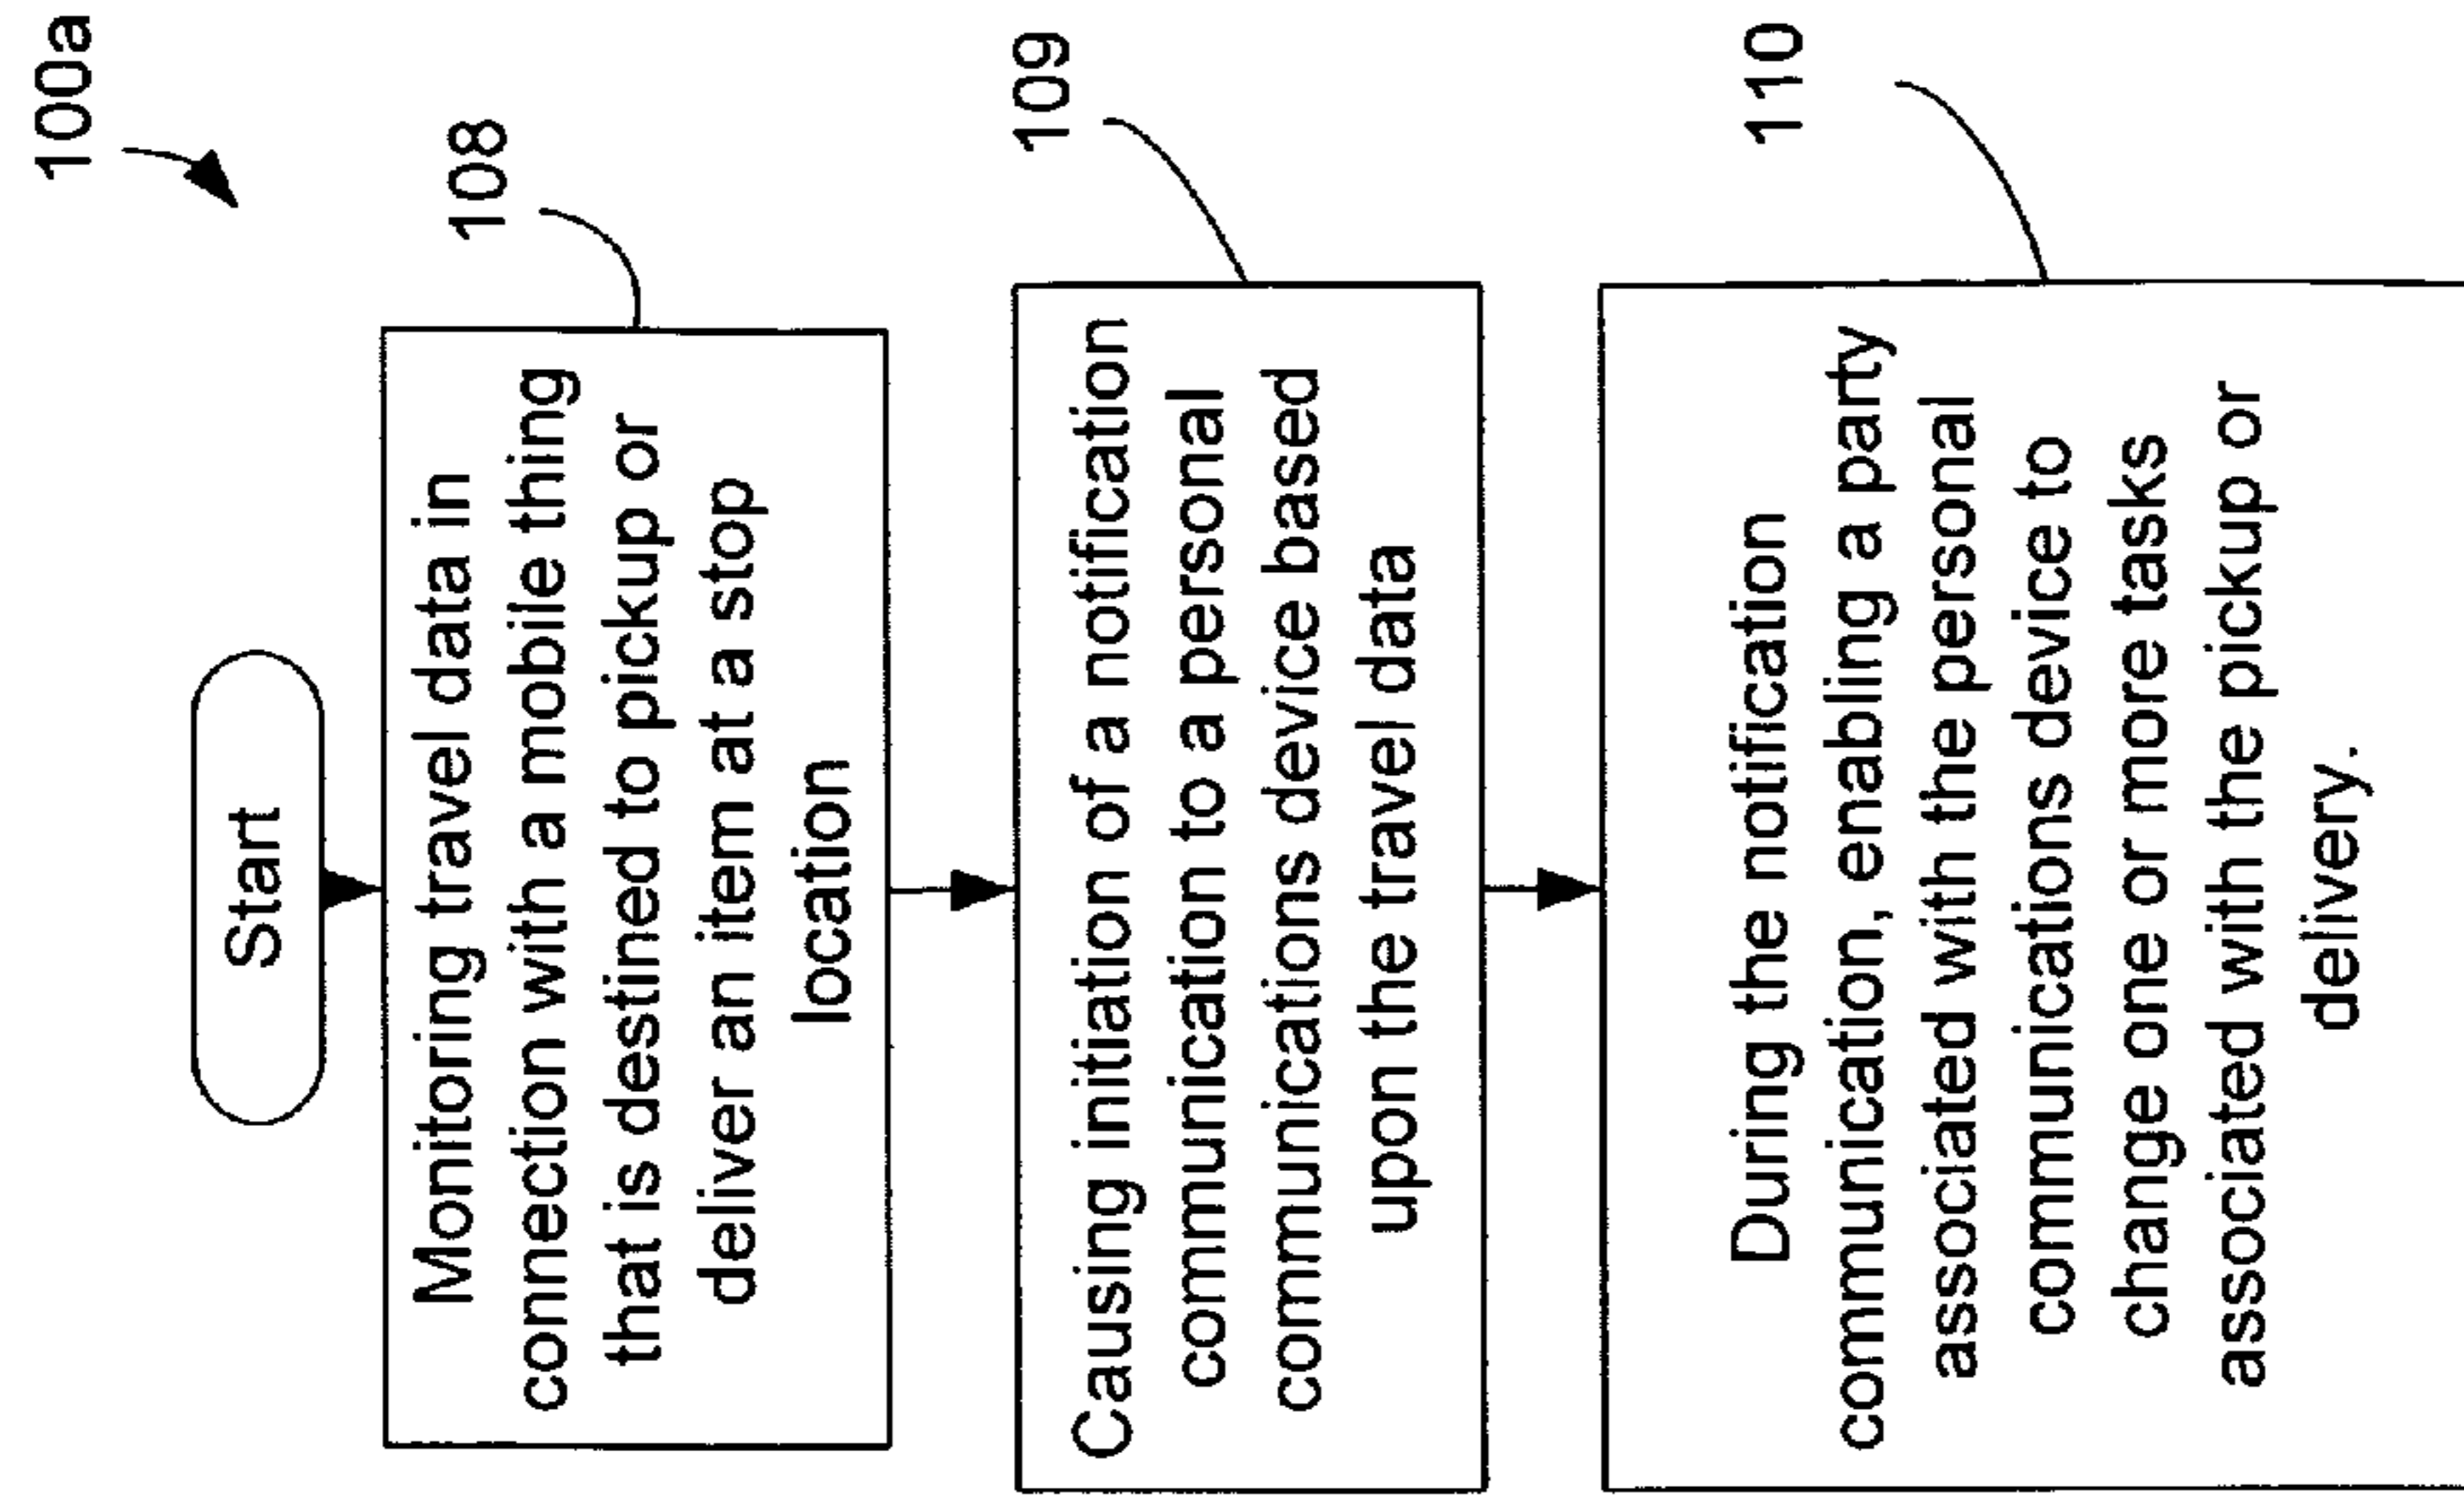 100a
Start
108
Monitoring travel data in
connection with a mobile thing
that is destined to pickup or
deliver an item at a stop
location
109
Causing initiation of a notification
communication to a personal
communications device based
upon the travel data
110
During the notification
communication, enabling a party
associated with the personal
communications device to
change one or more tasks
associated with the pickup or
delivery.